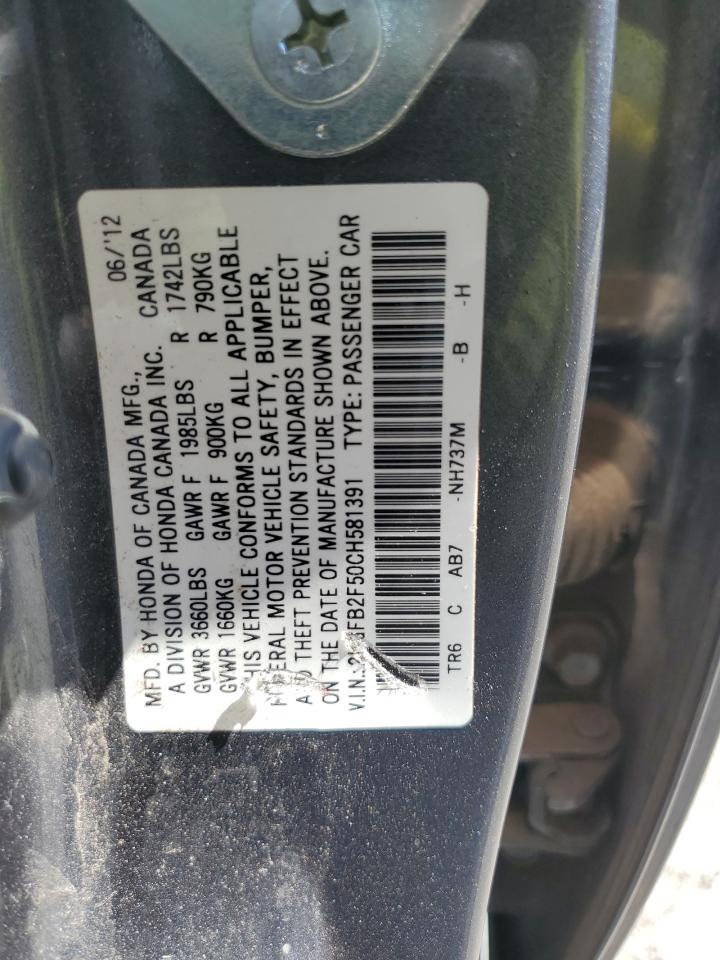 MFD. BY HONDA OF CANADA MFG., 06/'12
A DIVISION OF HONDA CANADA INC. CANADA
GVWR 3660LBS GAWR F 1985LBS R 1742LBS
GVWR 1660KG GAWR F 900KG R 790KG
THIS VEHICLE CONFORMS TO ALL APPLICABLE
FEDERAL MOTOR VEHICLE SAFETY, BUMPER,
AND THEFT PREVENTION STANDARDS IN EFFECT
ON THE DATE OF MANUFACTURE SHOWN ABOVE.
V.I.N.: FB2F50CH581391 TYPE: PASSENGER CAR
TR6 C AB7 -NH737M -B -H